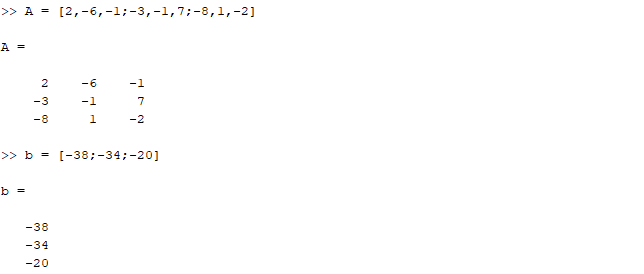 >> A = [2,-6,-1;-3,-1,7;-8,1,-2]
A =
2 -6 -1
-3 -1 7
-8 1 -2
>> b = [-38;-34;-20]
b =
-38
-34
-20